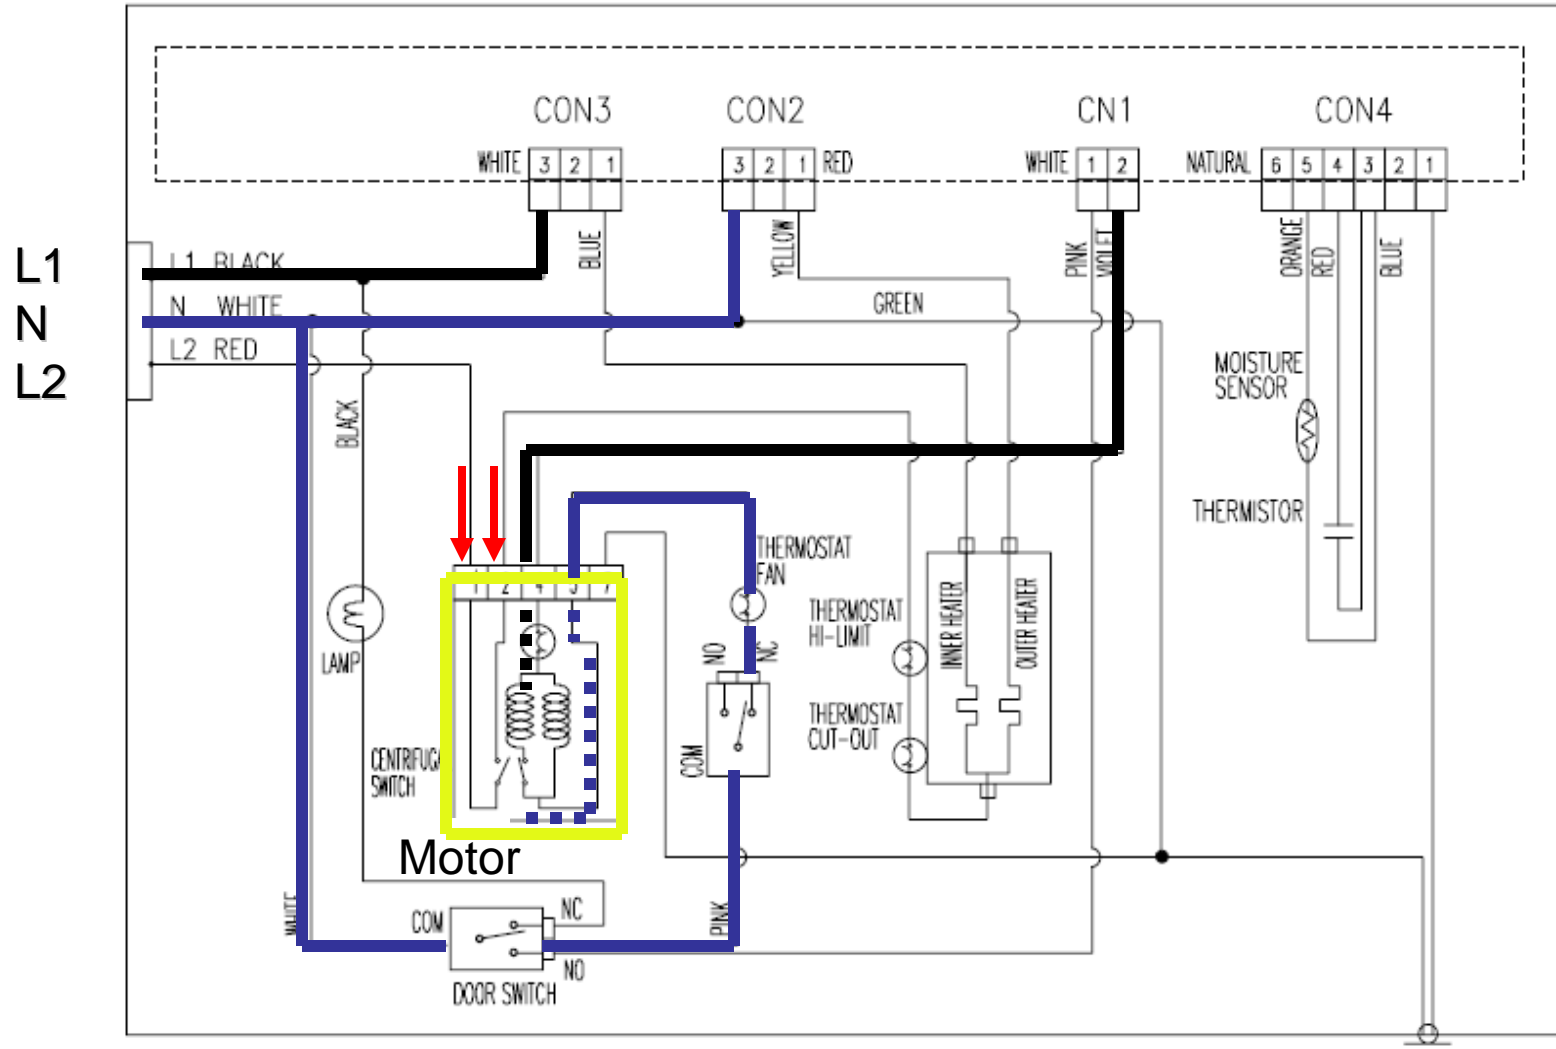 CON3 CON2 CN1 CON4
WHITE 3 2 1
3 2 1 RED
WHITE 1 2
NATURAL 6 5 4 3 2 1
BLUE
YELLOW
PINK
VIOLET
ORANGE
RED
BLUE
L1
L1 BLACK
N
N WHITE
L2
L2 RED
GREEN
MOISTURE
SENSOR
BLACK
THERMISTOR
THERMOSTAT
FAN
1 2 4 5 7
THERMOSTAT
HI-LIMIT
INNER HEATER
OUTER HEATER
LAMP
NO
NC
THERMOSTAT
CUT-OUT
COM
CENTRIFUGA
SWITCH
Motor
WHITE
PINK
COM
NC
NO
DOOR SWITCH